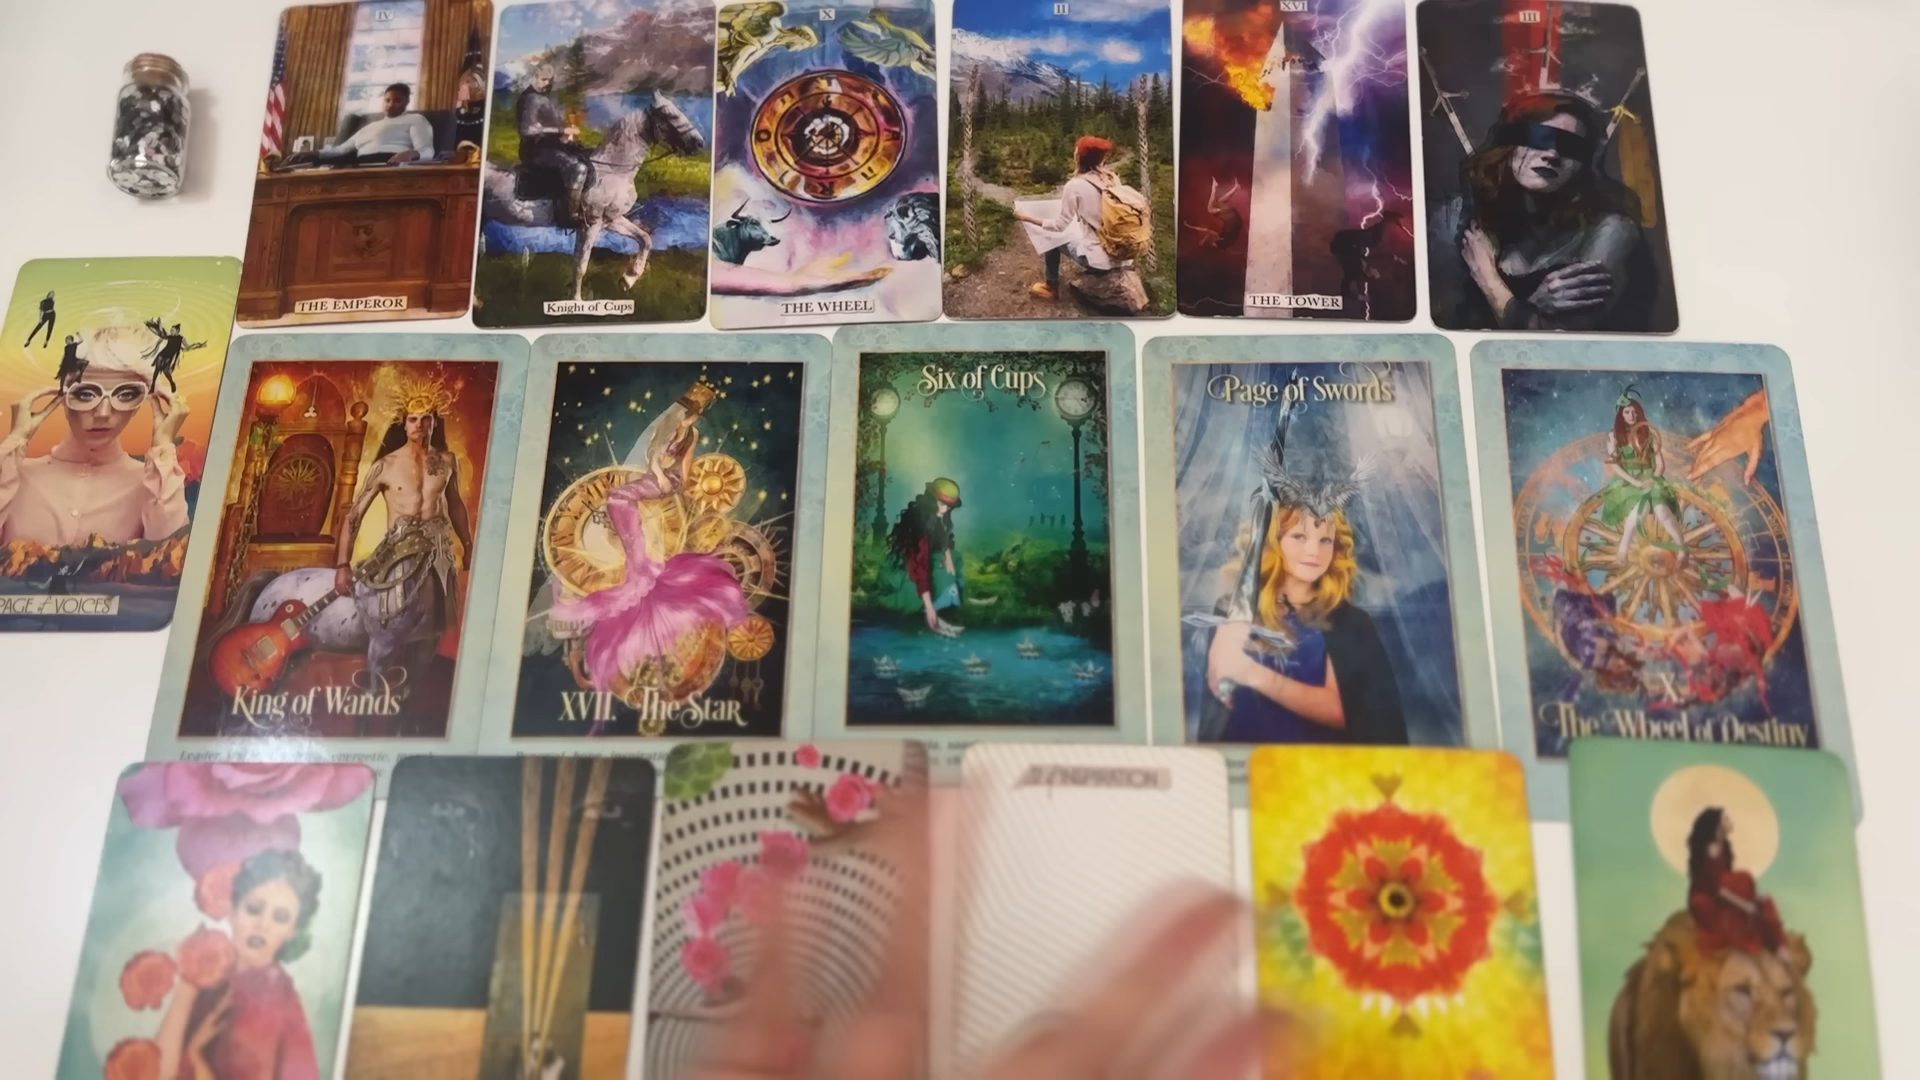 IV
X
II
XVI
III
THE EMPEROR
Knight of Cups
THE WHEEL
THE TOWER
PAGE of VOICES
King of Wands
XVII. The Star
Six of Cups
Page of Swords
X.
The Wheel of Destiny
INSPIRATION